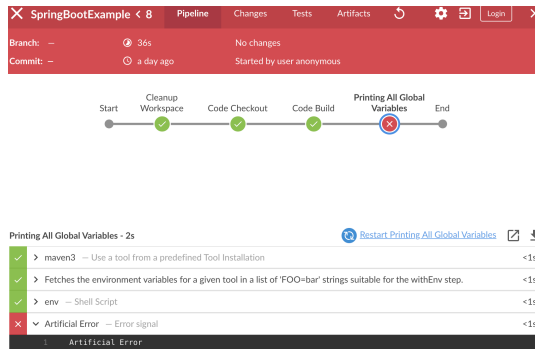 SpringBootExample < 8 Pipeline Changes Tests Artifacts Login
Branch: — 36s No changes
Commit: — a day ago Started by user anonymous
Start Cleanup Workspace Code Checkout Code Build Printing All Global Variables End
Printing All Global Variables - 2s Restart Printing All Global Variables
maven3 — Use a tool from a predefined Tool Installation <1s
Fetches the environment variables for a given tool in a list of 'FOO=bar' strings suitable for the withEnv step. <1s
env — Shell Script <1s
Artificial Error — Error signal <1s
1 Artificial Error